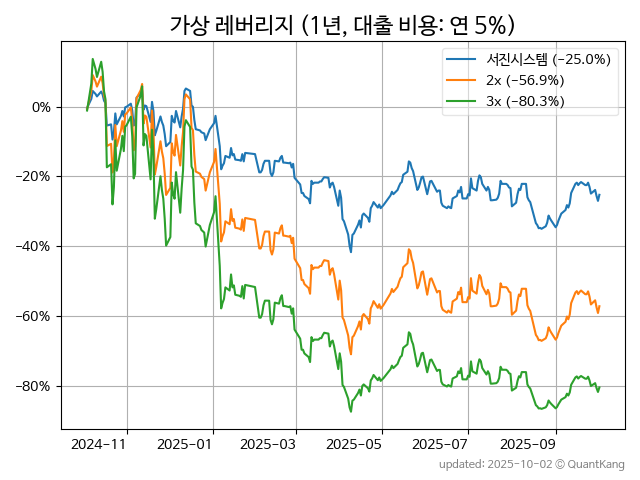 가상 레버리지 (1년, 대출 비용: 연 5%)
서진시스템 (−25.0%)
2x (−56.9%)
3x (−80.3%)
0%
−20%
−40%
−60%
−80%
2024-11 2025-01 2025-03 2025-05 2025-07 2025-09
updated: 2025-10-02 © QuantKang